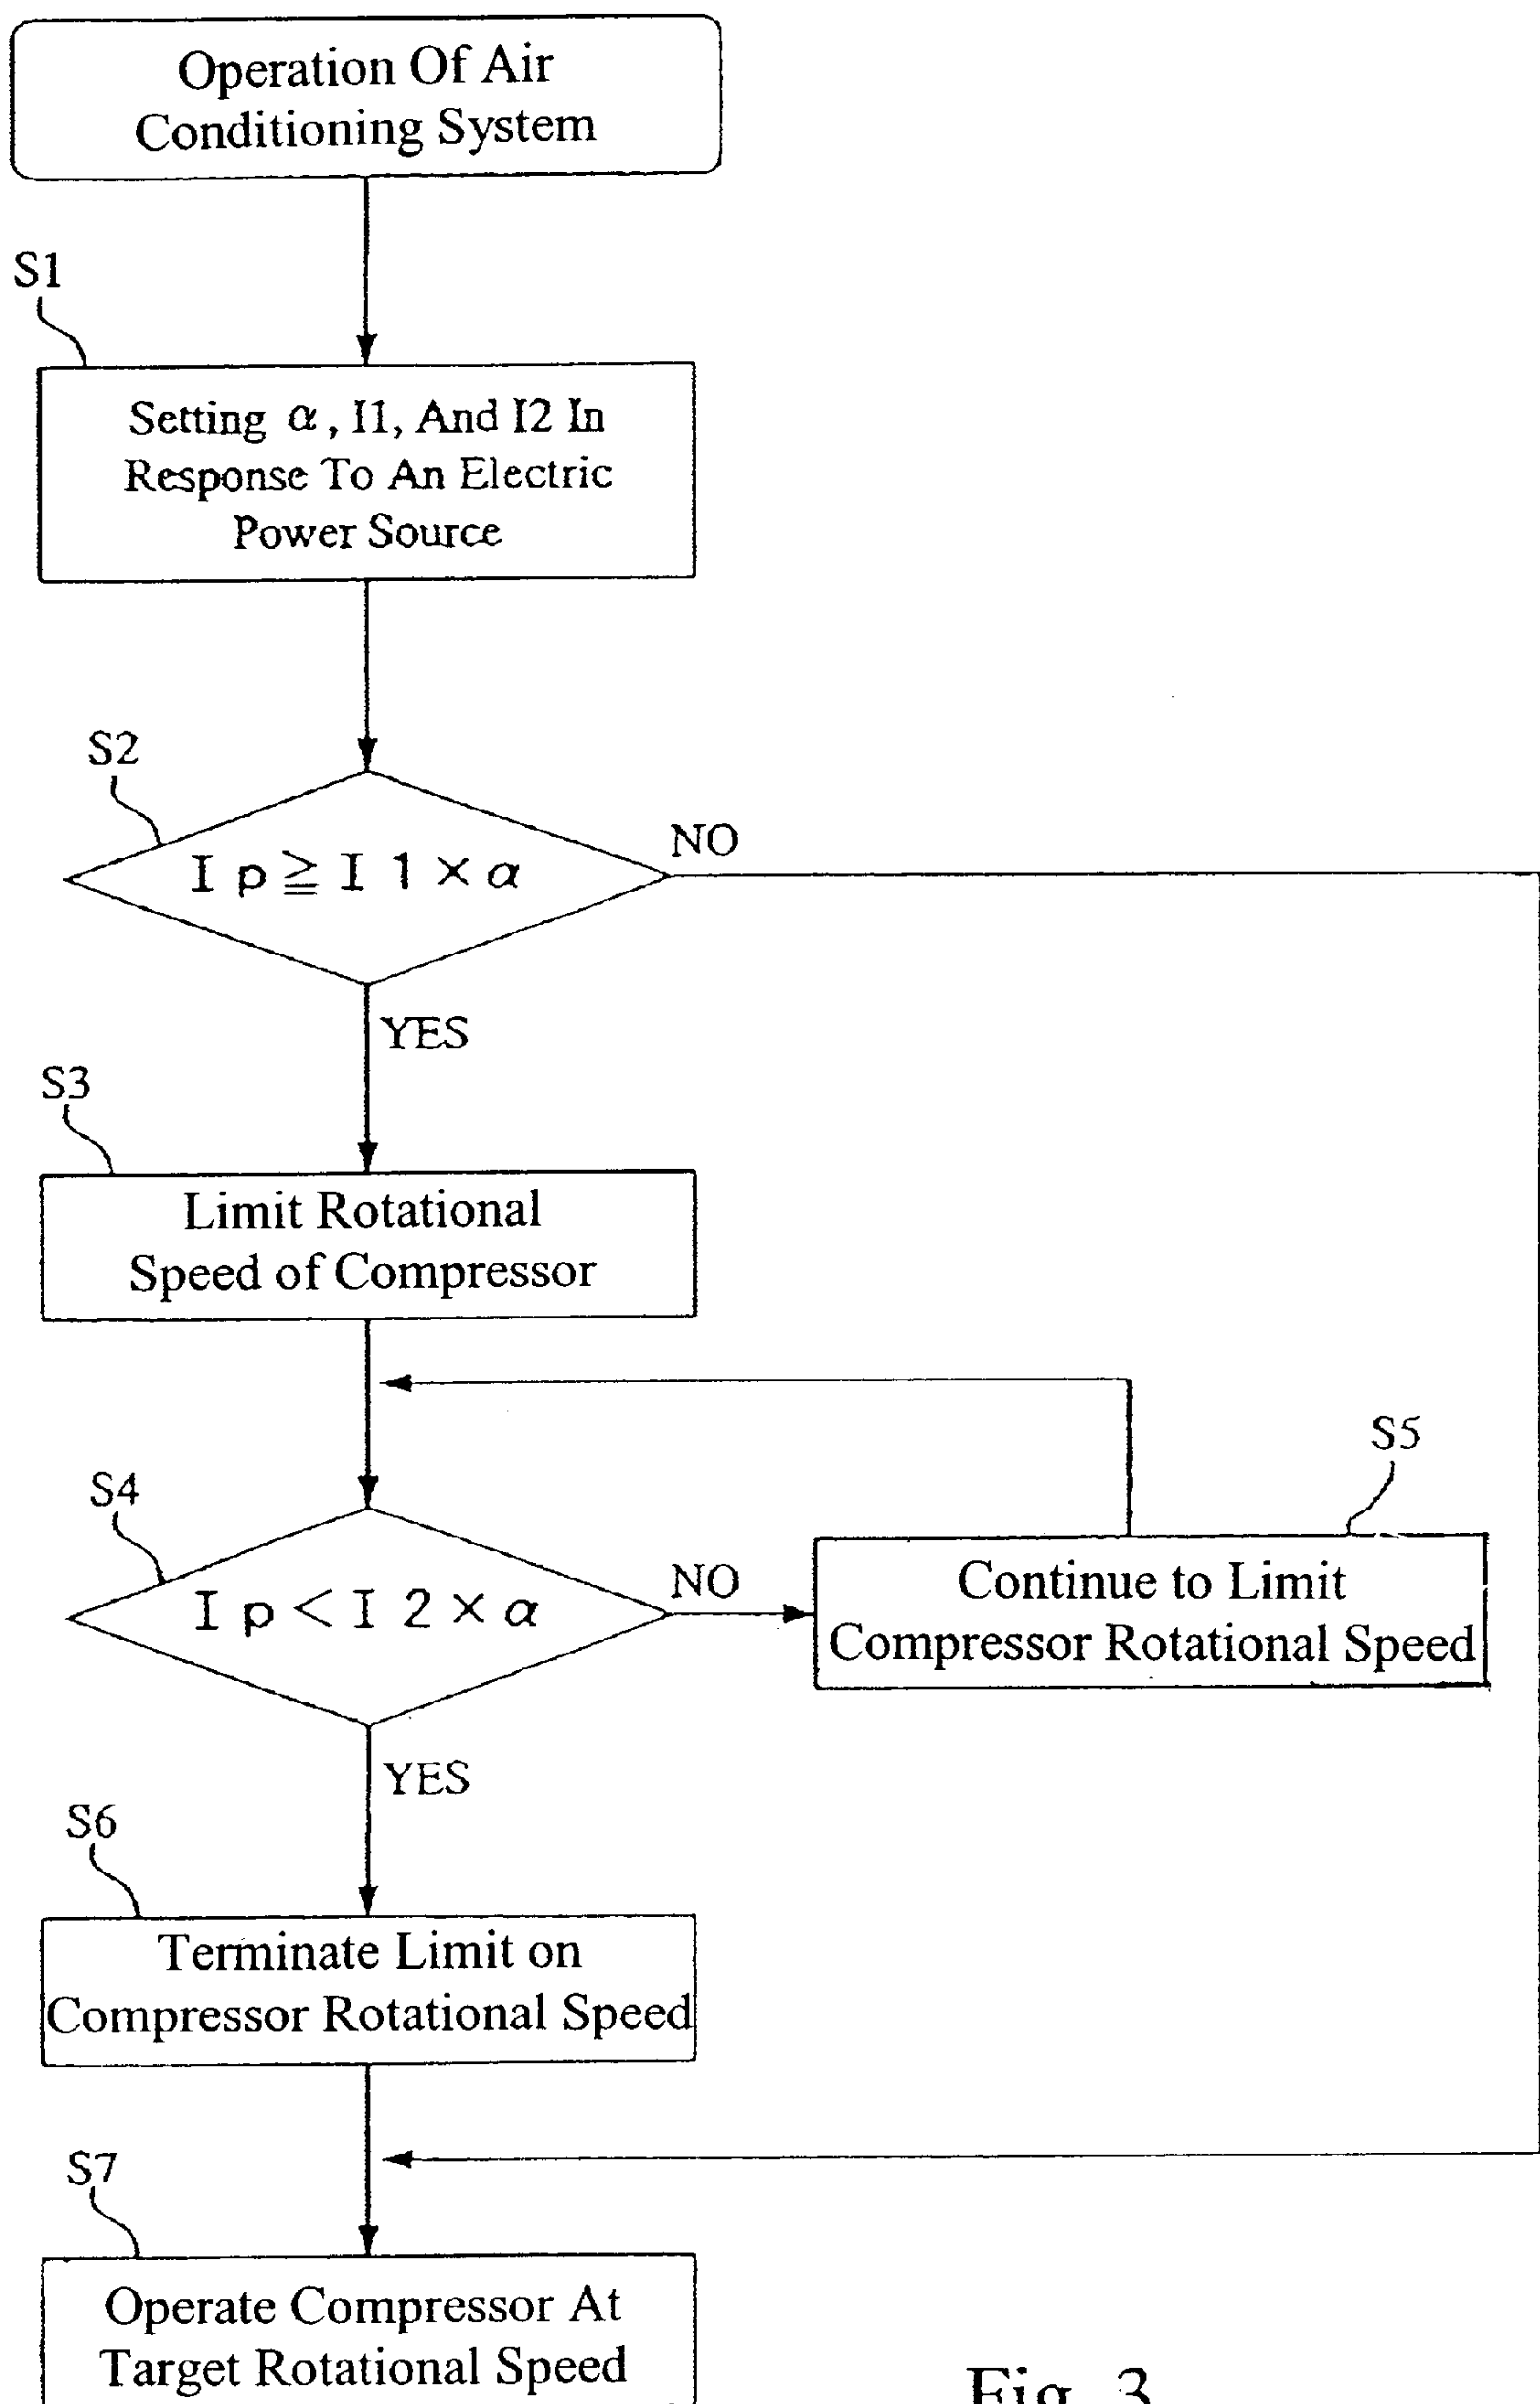 Operation Of Air
Conditioning System
S1
Setting α, I1, And I2 In
Response To An Electric
Power Source
S2
I p ≧ I 1 × α
NO
YES
S3
Limit Rotational
Speed of Compressor
S4
I p < I 2 × α
NO
S5
Continue to Limit
Compressor Rotational Speed
YES
S6
Terminate Limit on
Compressor Rotational Speed
S7
Operate Compressor At
Target Rotational Speed
Fig. 3